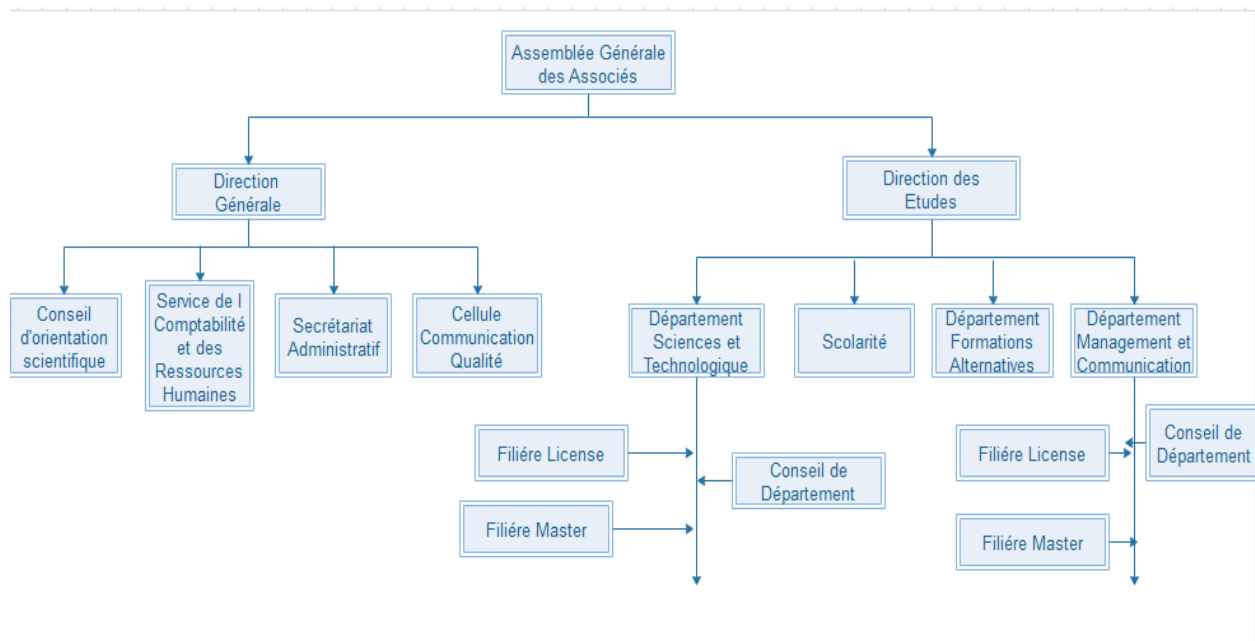 Assemblée Générale
des Associés
Direction
Générale
Direction des
Etudes
Conseil
d'orientation
scientifique
Service de l
Comptabilité
et des
Ressources
Humaines
Secrétariat
Administratif
Cellule
Communication
Qualité
Département
Sciences et
Technologique
Scolarité
Département
Formations
Alternatives
Département
Management et
Communication
Filiére License
Conseil de
Département
Filiére Master
Filiére License
Conseil de
Département
Filiére Master